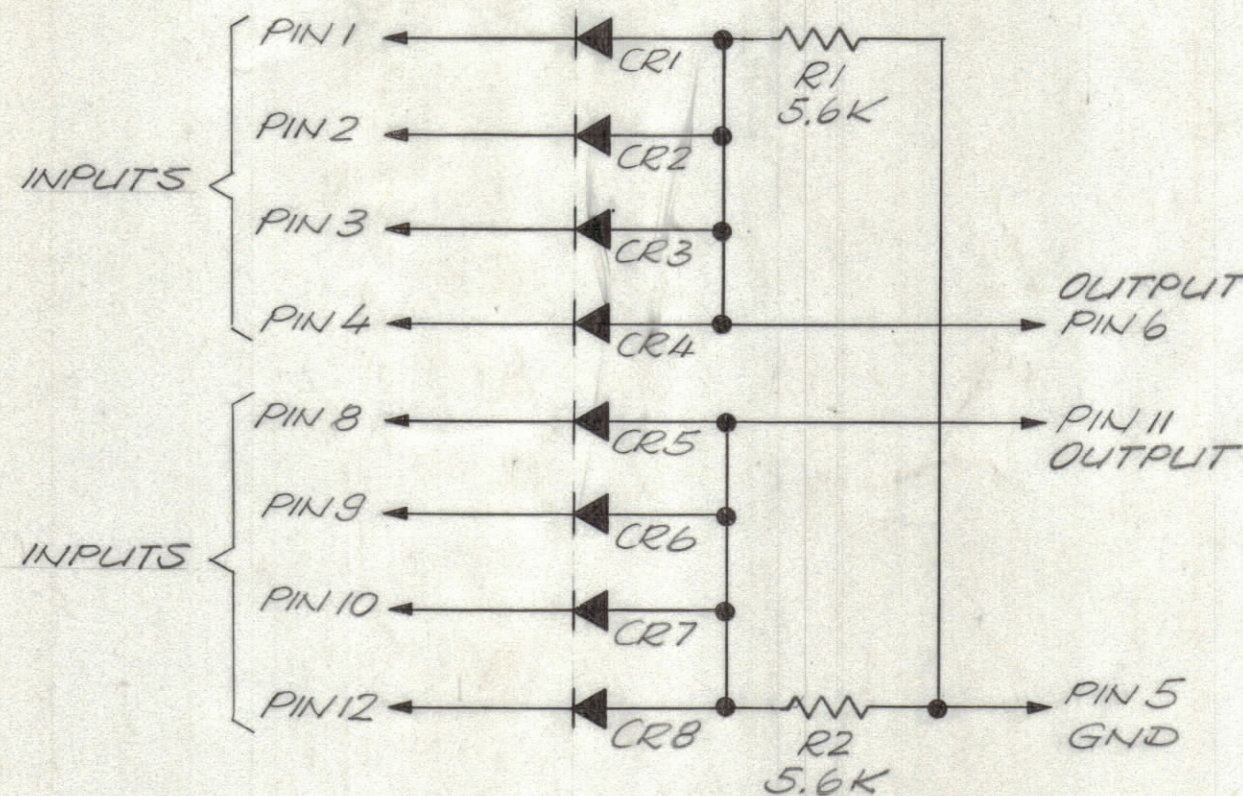 PIN 1
CR1
R1
5.6K
PIN 2
CR2
INPUTS
PIN 3
CR3
PIN 4
CR4
OUTPUT
PIN 6
PIN 8
CR5
PIN 11
OUTPUT
PIN 9
CR6
INPUTS
PIN 10
CR7
PIN 12
CR8
R2
5.6K
PIN 5
GND